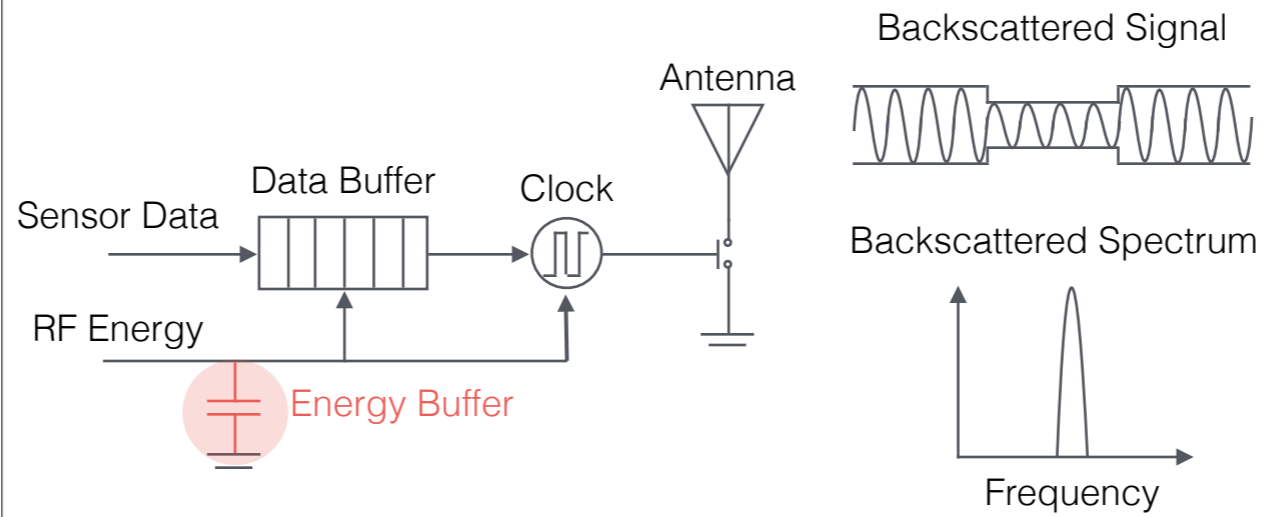 Backscattered Signal
Antenna
Data Buffer
Clock
Sensor Data
Backscattered Spectrum
RF Energy
Energy Buffer
Frequency